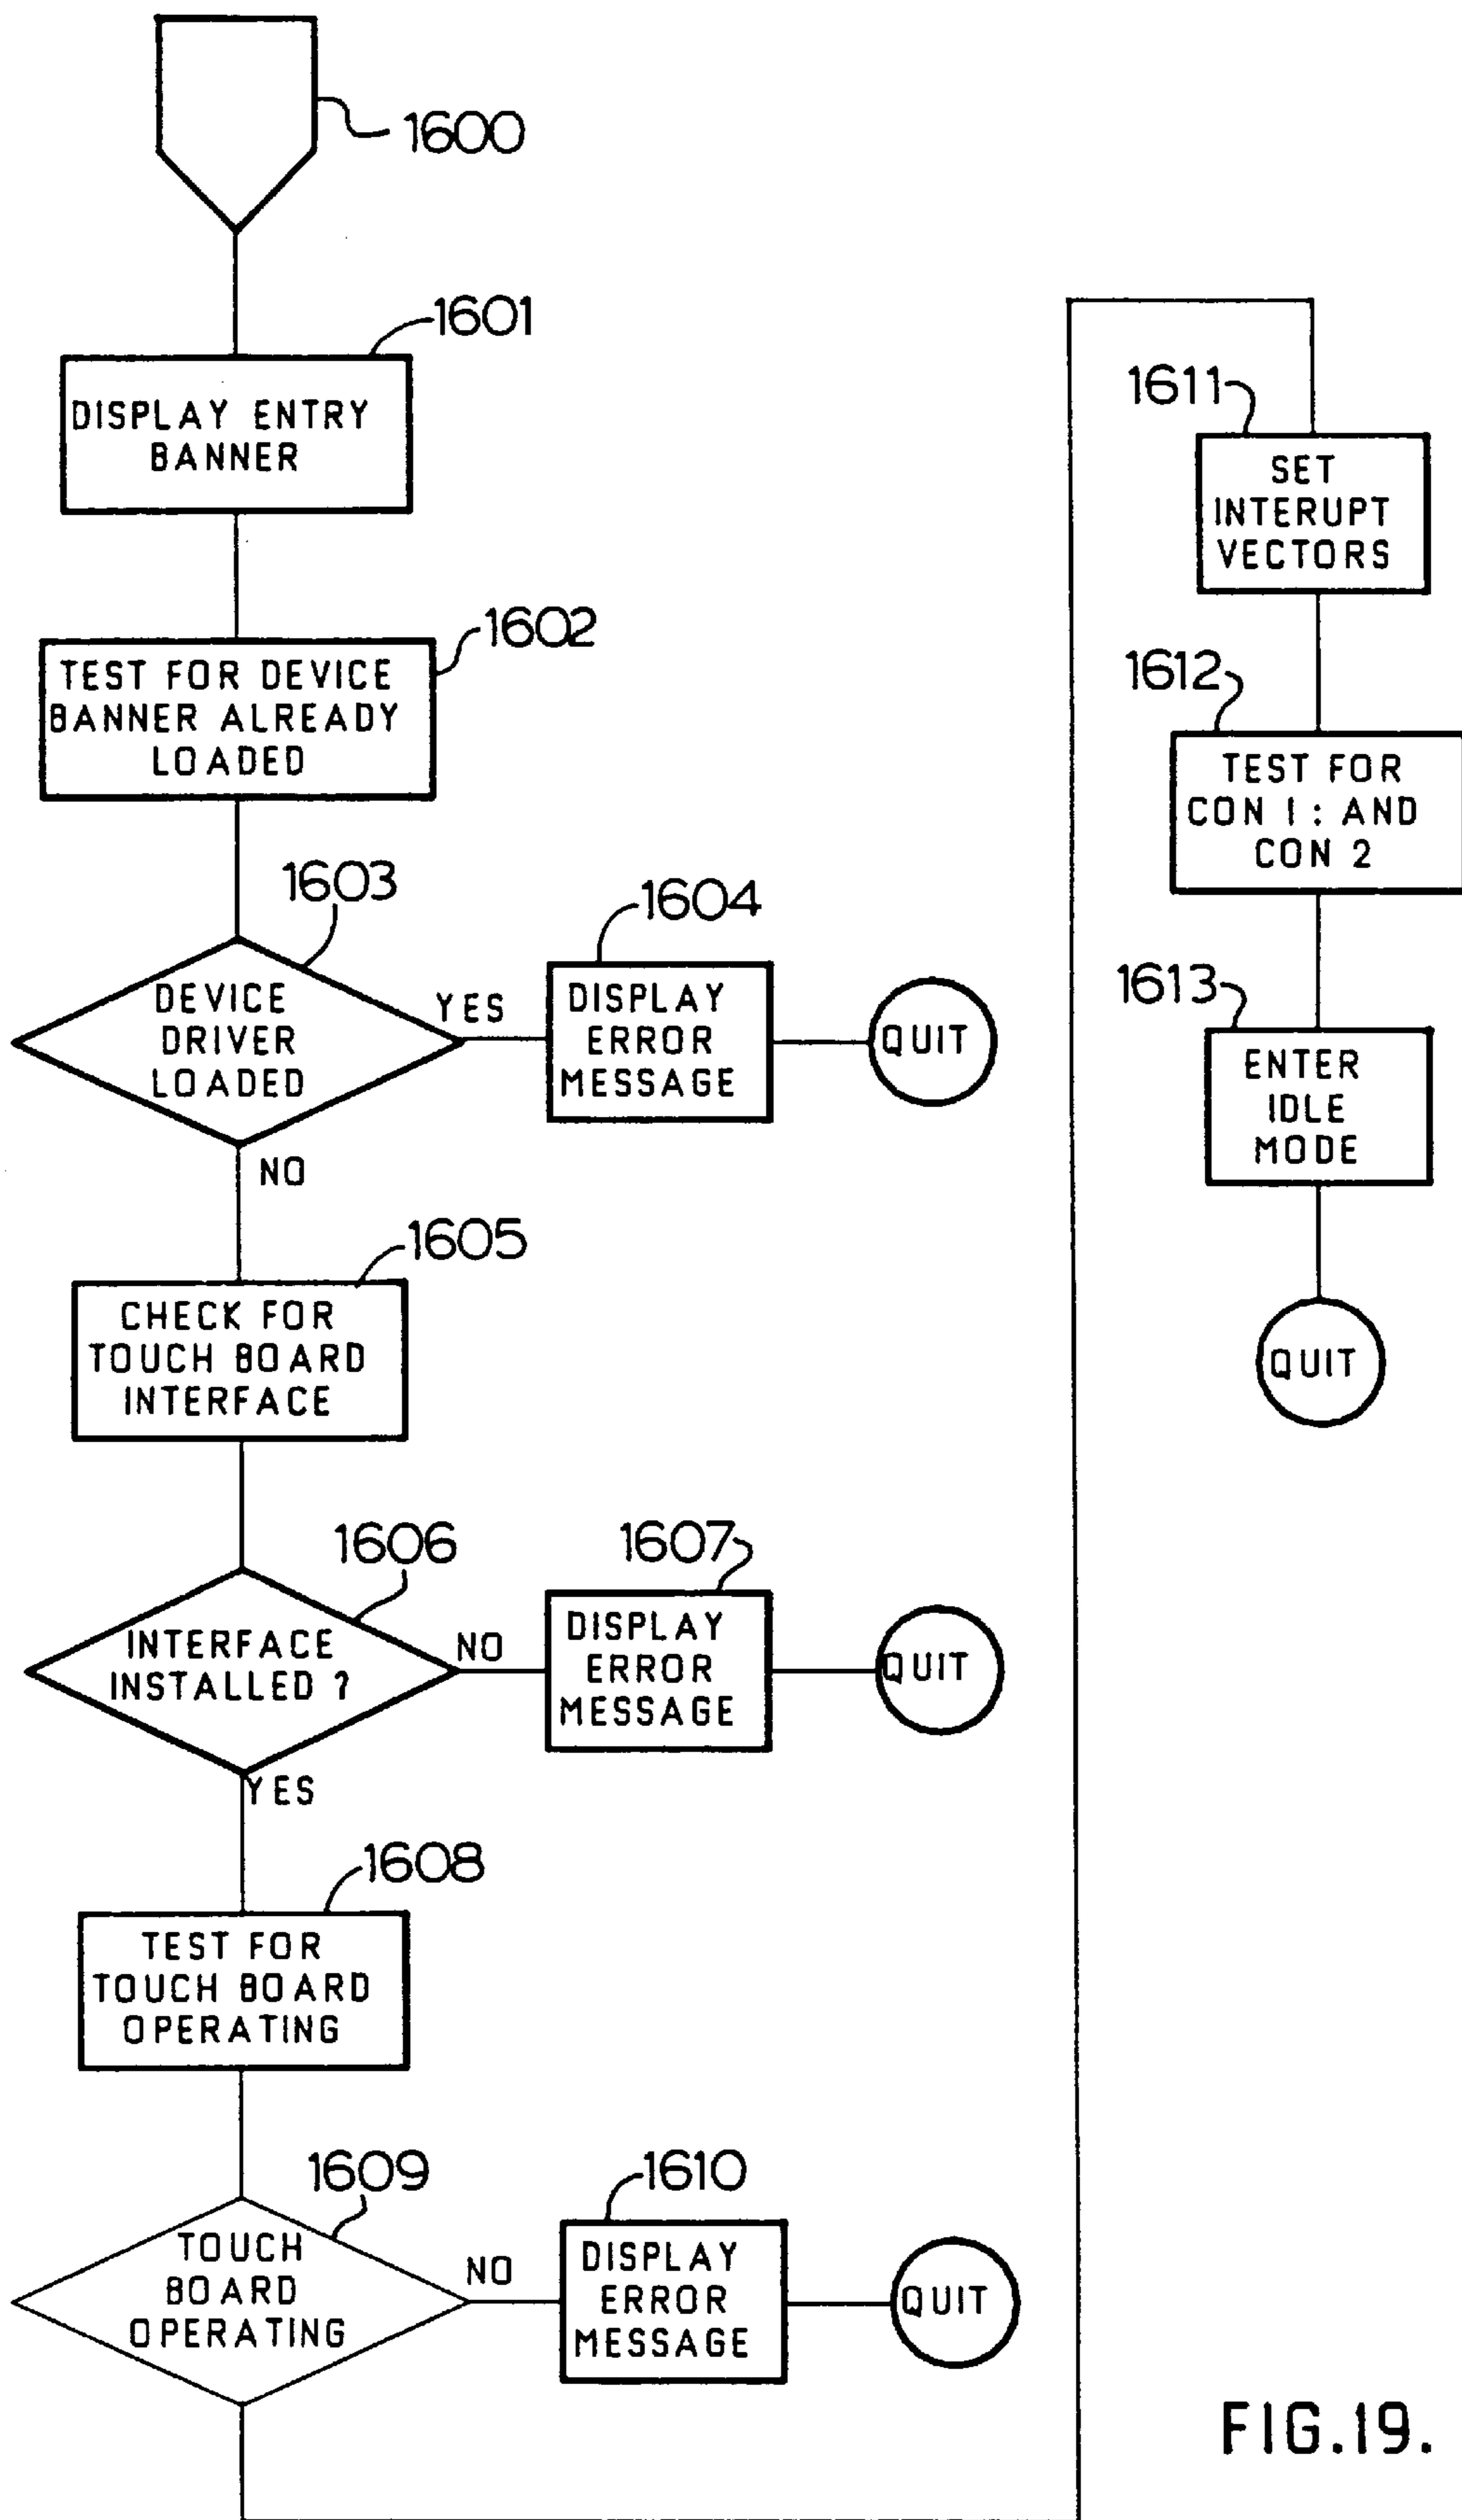 1600
1601
DISPLAY ENTRY
BANNER
1602
TEST FOR DEVICE
BANNER ALREADY
LOADED
1603
DEVICE
DRIVER
LOADED
YES
1604
DISPLAY
ERROR
MESSAGE
QUIT
NO
1605
CHECK FOR
TOUCH BOARD
INTERFACE
1606
INTERFACE
INSTALLED ?
NO
1607
DISPLAY
ERROR
MESSAGE
QUIT
YES
1608
TEST FOR
TOUCH BOARD
OPERATING
1609
TOUCH
BOARD
OPERATING
NO
1610
DISPLAY
ERROR
MESSAGE
QUIT
1611
SET
INTERUPT
VECTORS
1612
TEST FOR
CON 1 : AND
CON 2
1613
ENTER
IDLE
MODE
QUIT
FIG.19.